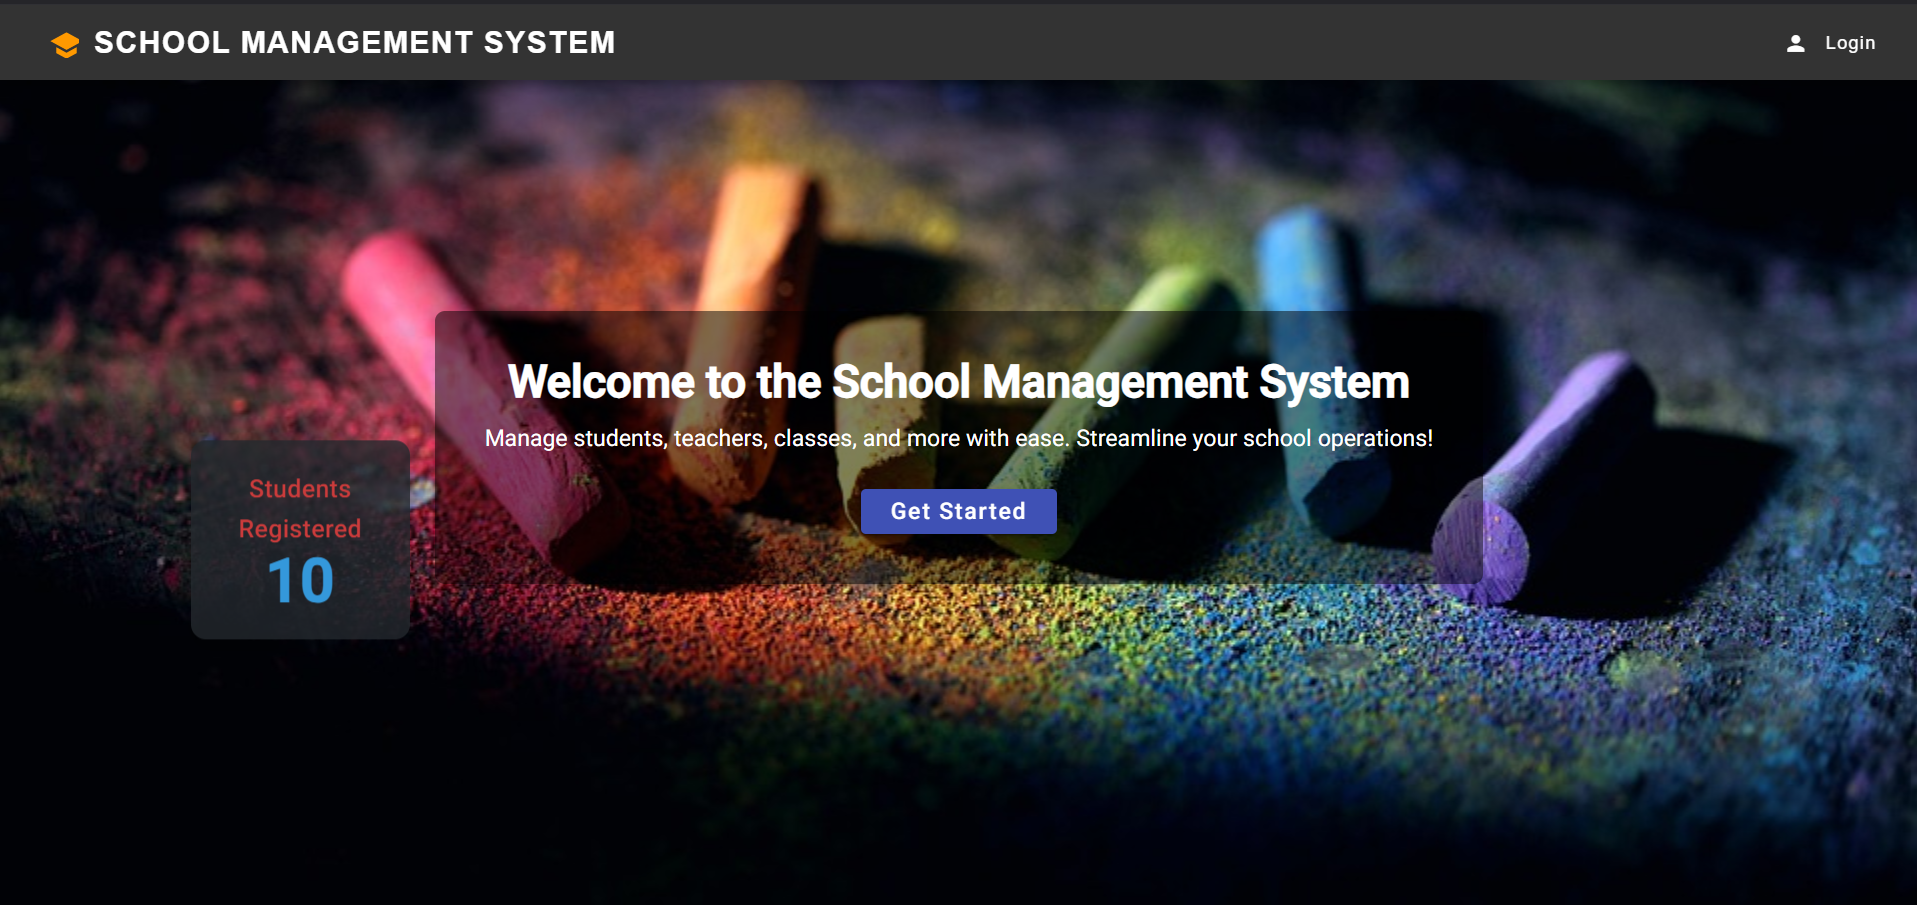 SCHOOL MANAGEMENT SYSTEM
Login
Welcome to the School Management System
Manage students, teachers, classes, and more with ease. Streamline your school operations!
Get Started
Students
Registered
10